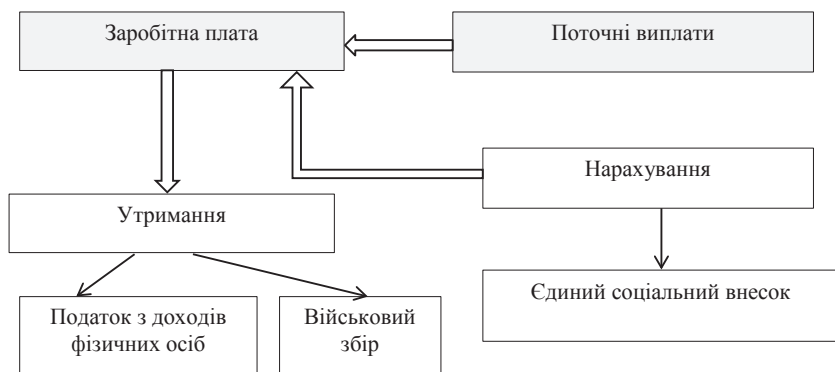 Заробітна плата
Поточні виплати
Нарахування
Утримання
Єдиний соціальний внесок
Податок з доходів
фізичних осіб
Військовий
збір